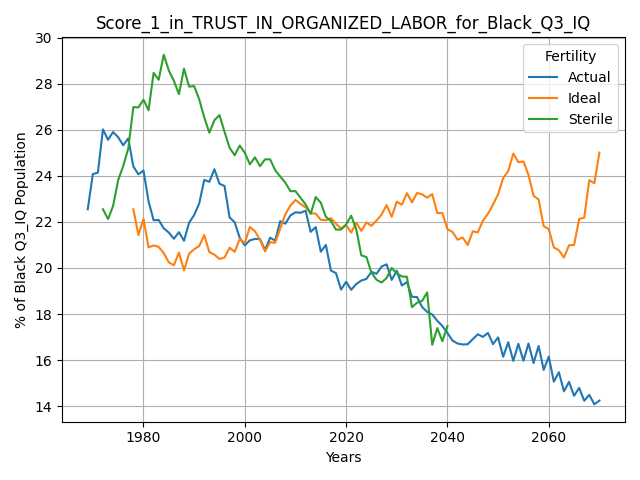 Score_1_in_TRUST_IN_ORGANIZED_LABOR_for_Black_Q3_IQ
Fertility
Actual
Ideal
Sterile
% of Black Q3_IQ Population
30
28
26
24
22
20
18
16
14
1980
2000
2020
2040
2060
Years